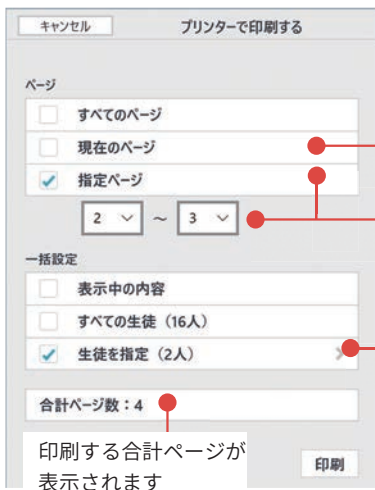 キャンセル
プリンターで印刷する
ページ
すべてのページ
現在のページ
指定ページ
2 ~ 3
一括設定
表示中の内容
すべての生徒（16人）
生徒を指定（2人）
合計ページ数：4
印刷する合計ページが
表示されます
印刷